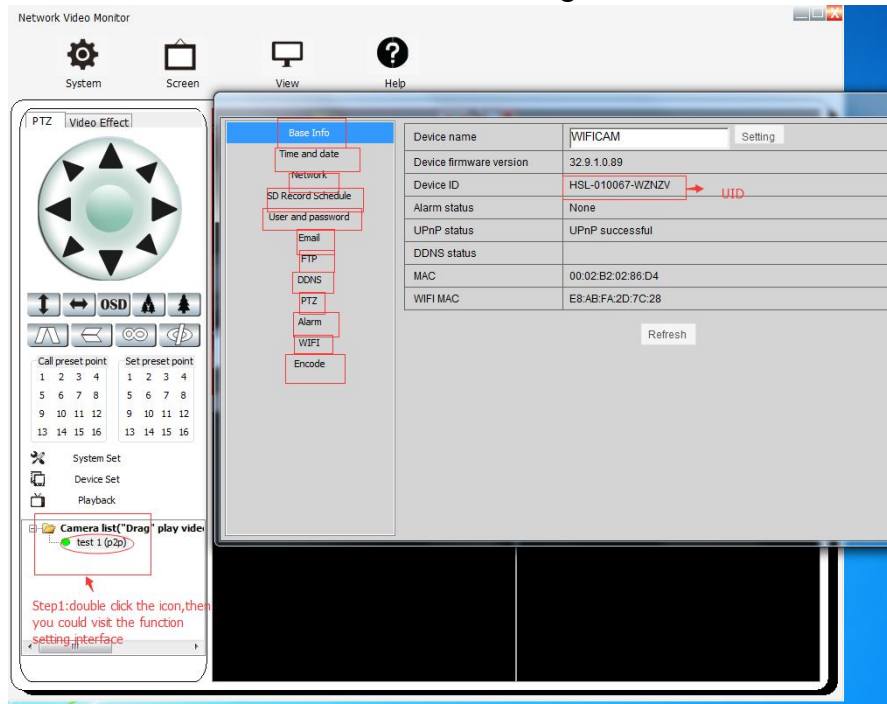 Network Video Monitor
System
Screen
View
Help
PTZ
Video Effect
OSD
Call preset point
Set preset point
1 2 3 4
1 2 3 4
5 6 7 8
5 6 7 8
9 10 11 12
9 10 11 12
13 14 15 16
13 14 15 16
System Set
Device Set
Playback
Camera list("Drag" play vide
test 1 (p2p)
Step1:double click the icon,then
you could visit the function
setting interface
Base Info
Time and date
Network
SD Record Schedule
User and password
Email
FTP
DDNS
PTZ
Alarm
WIFI
Encode
Device name WIFICAM Setting
Device firmware version 32.9.1.0.89
Device ID HSL-010067-WZNZV UID
Alarm status None
UPnP status UPnP successful
DDNS status
MAC 00:02:B2:02:86:D4
WIFI MAC E8:AB:FA:2D:7C:28
Refresh